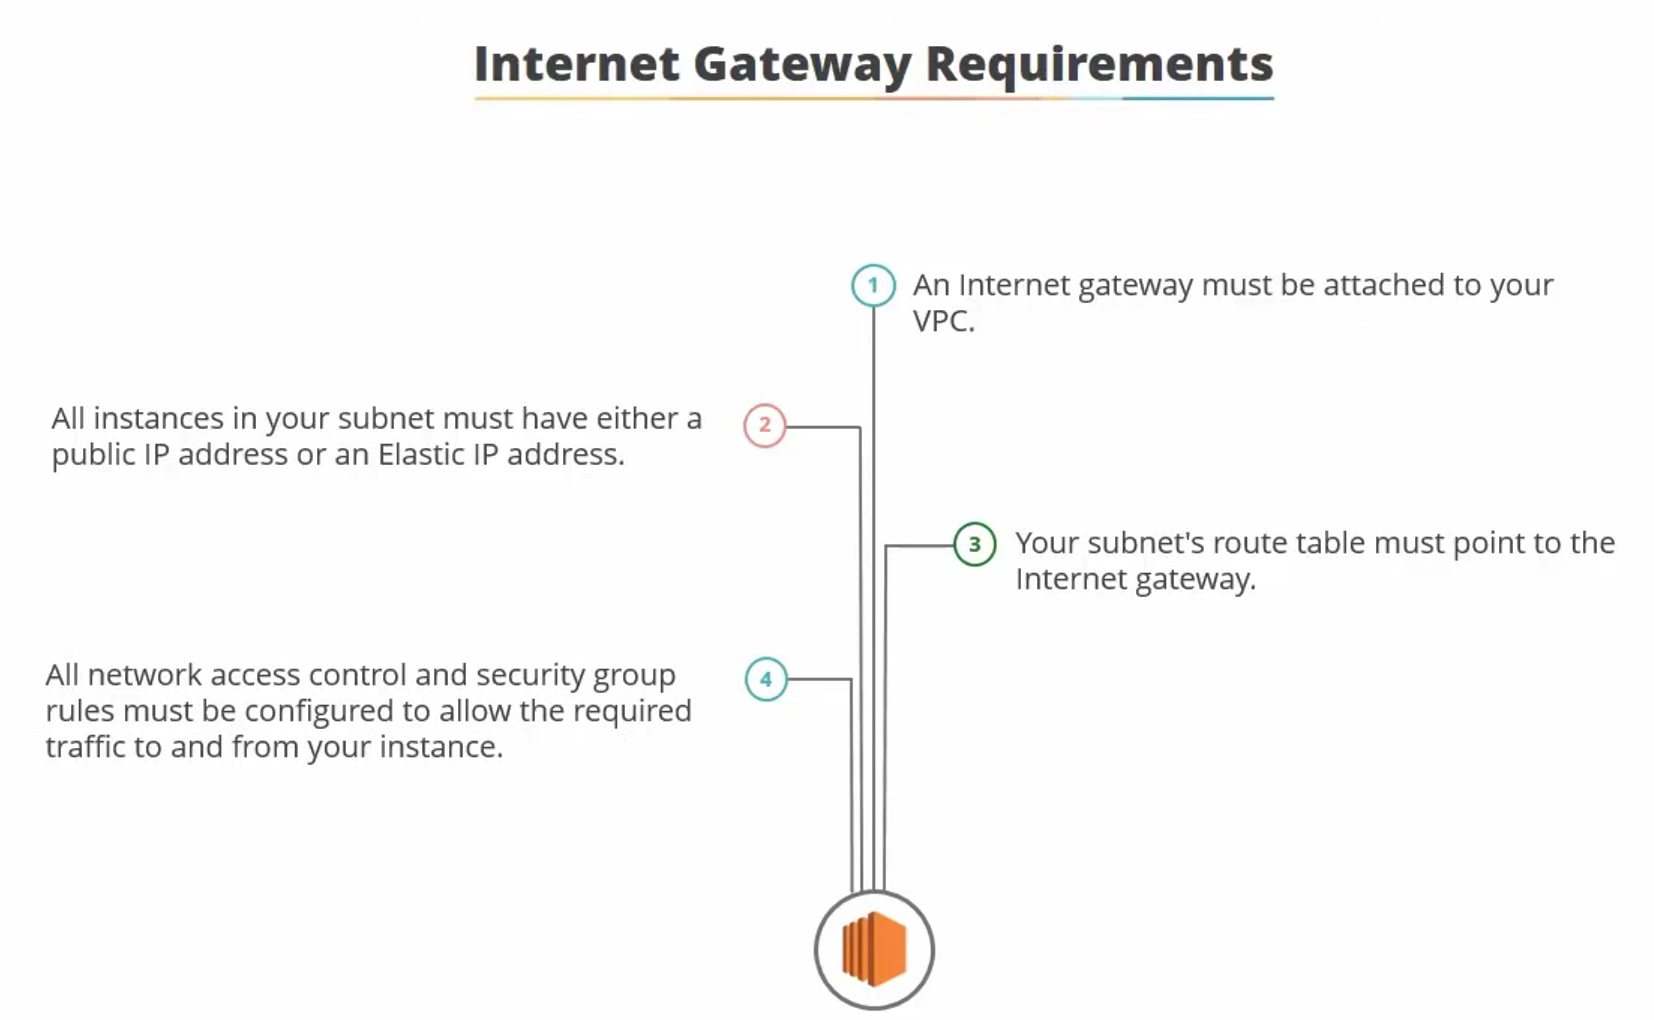 Internet Gateway Requirements
1
An Internet gateway must be attached to your
VPC.
All instances in your subnet must have either a
public IP address or an Elastic IP address.
2
3
Your subnet's route table must point to the
Internet gateway.
All network access control and security group
rules must be configured to allow the required
traffic to and from your instance.
4